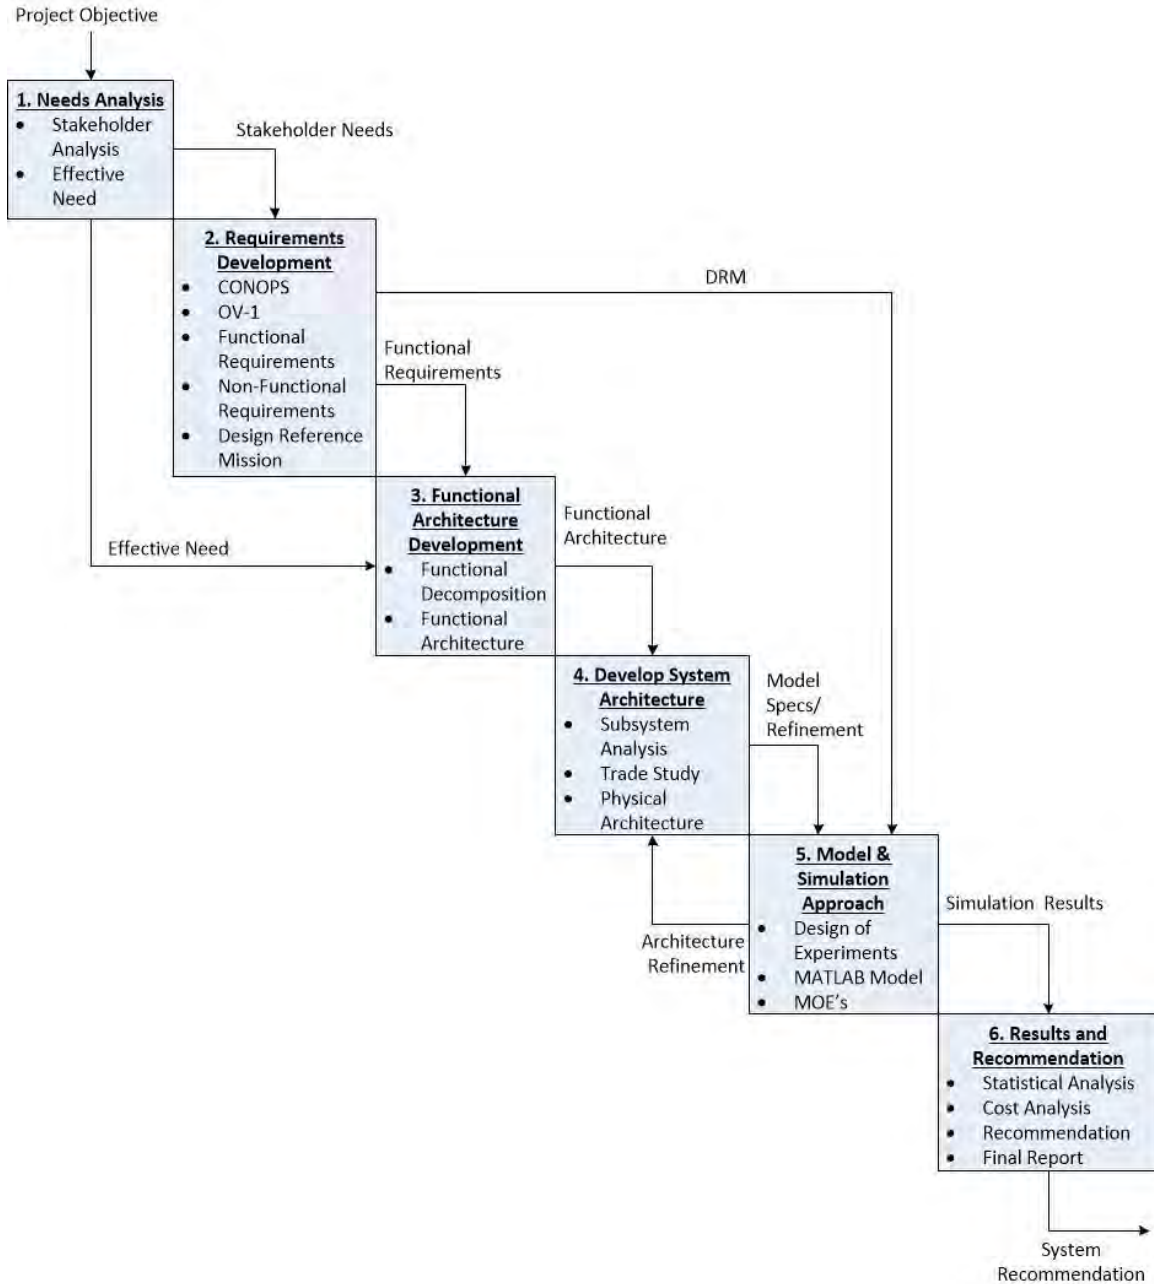 Project Objective
1. Needs Analysis
• Stakeholder
Analysis
• Effective
Need
Stakeholder Needs
2. Requirements
Development
• CONOPS
• OV-1
• Functional
Requirements
• Non-Functional
Requirements
• Design Reference
Mission
DRM
Functional
Requirements
Effective Need
3. Functional
Architecture
Development
• Functional
Decomposition
• Functional
Architecture
Functional
Architecture
4. Develop System
Architecture
• Subsystem
Analysis
• Trade Study
• Physical
Architecture
Model
Specs/
Refinement
Architecture
Refinement
5. Model &
Simulation
Approach
• Design of
Experiments
• MATLAB Model
• MOE's
Simulation Results
6. Results and
Recommendation
• Statistical Analysis
• Cost Analysis
• Recommendation
• Final Report
System
Recommendation